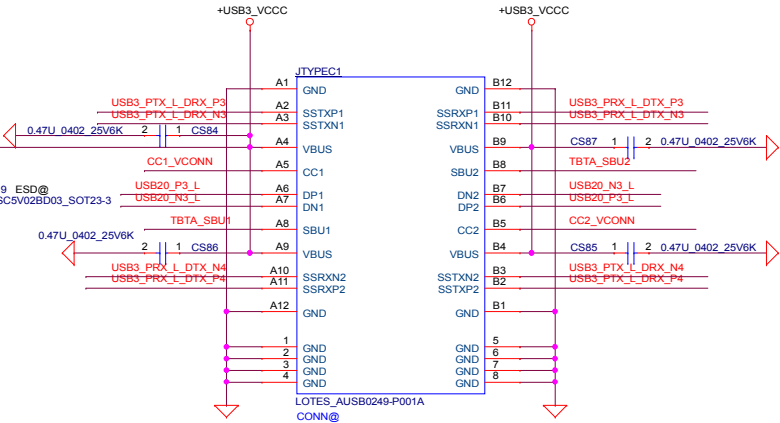 +USB3_VCCC
+USB3_VCCC
JTYPEC1
A1 GND GND B12
USB3_PTX_L_DRX_P3 A2 SSTXP1 SSRXP1 B11 USB3_PRX_L_DTX_P3
USB3_PTX_L_DRX_N3 A3 SSTXN1 SSRXN1 B10 USB3_PRX_L_DTX_N3
0.47U_0402_25V6K 2 1 CS84 A4 VBUS VBUS B9 CS87 1 2 0.47U_0402_25V6K
CC1_VCONN A5 CC1 SBU2 B8 TBTA_SBU2
9 ESD@ USB20_P3_L A6 DP1 DN2 B7 USB20_N3_L
SC5V02BD03_SOT23-3 USB20_N3_L A7 DN1 DP2 B6 USB20_P3_L
TBTA_SBU1 A8 SBU1 CC2 B5 CC2_VCONN
0.47U_0402_25V6K 2 1 CS86 A9 VBUS VBUS B4 CS85 1 2 0.47U_0402_25V6K
USB3_PRX_L_DTX_N4 A10 SSRXN2 SSTXN2 B3 USB3_PTX_L_DRX_N4
USB3_PRX_L_DTX_P4 A11 SSRXP2 SSTXP2 B2 USB3_PTX_L_DRX_P4
A12 GND GND B1
1 GND GND 5
2 GND GND 6
3 GND GND 7
4 GND GND 8
LOTES_AUSB0249-P001A
CONN@